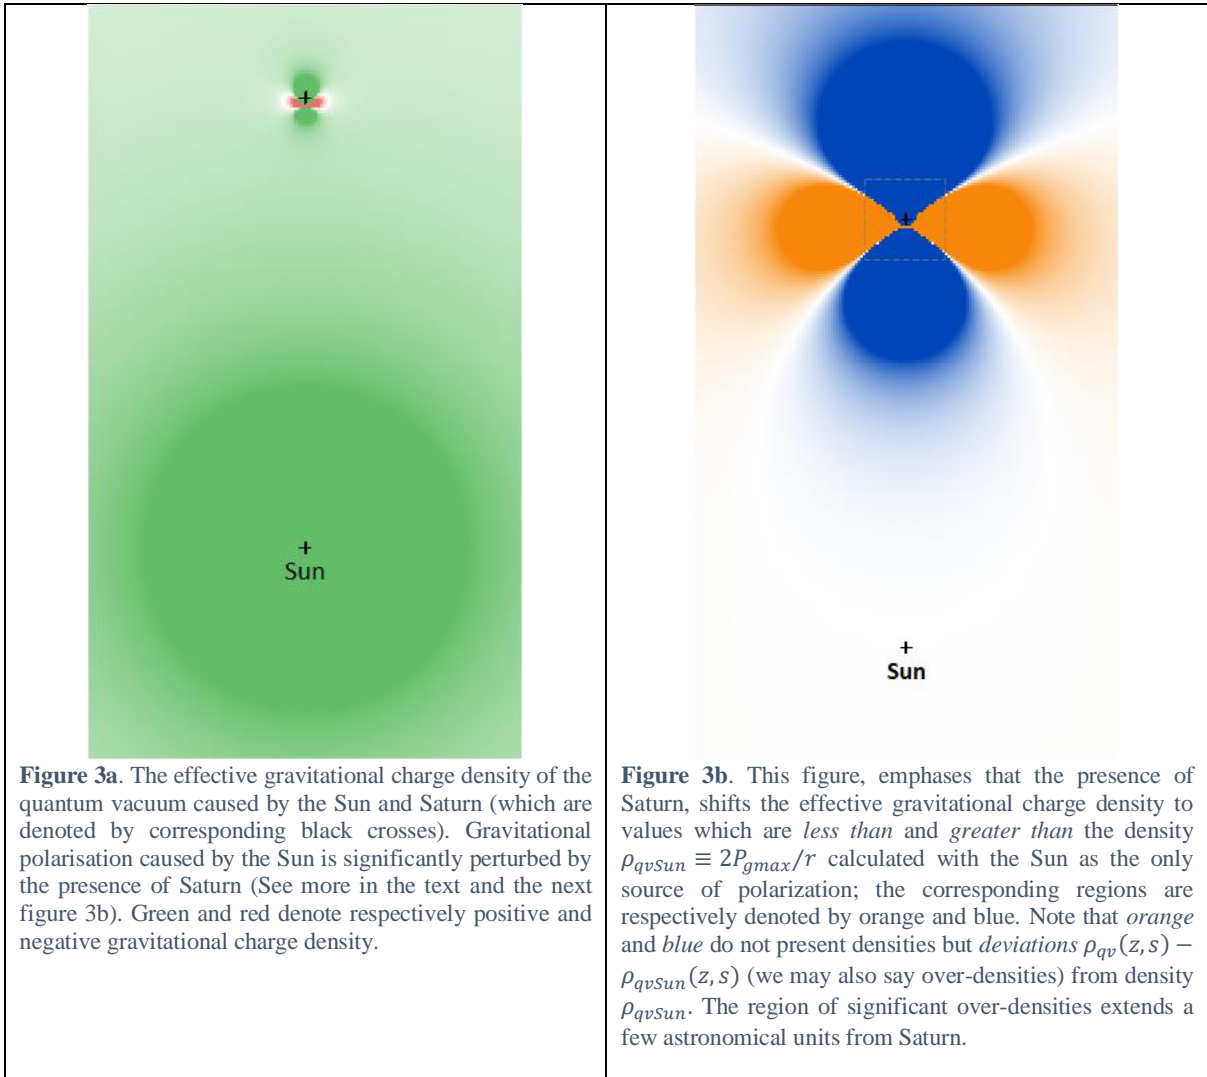 Sun
Figure 3a. The effective gravitational charge density of the
quantum vacuum caused by the Sun and Saturn (which are
denoted by corresponding black crosses). Gravitational
polarisation caused by the Sun is significantly perturbed by
the presence of Saturn (See more in the text and the next
figure 3b). Green and red denote respectively positive and
negative gravitational charge density.
Sun
Figure 3b. This figure, emphases that the presence of
Saturn, shifts the effective gravitational charge density to
values which are less than and greater than the density
ρ_qvSun ≡ 2P_gmax/r calculated with the Sun as the only
source of polarization; the corresponding regions are
respectively denoted by orange and blue. Note that orange
and blue do not present densities but deviations ρ_qv(z, s) −
ρ_qvSun(z, s) (we may also say over-densities) from density
ρ_qvSun. The region of significant over-densities extends a
few astronomical units from Saturn.